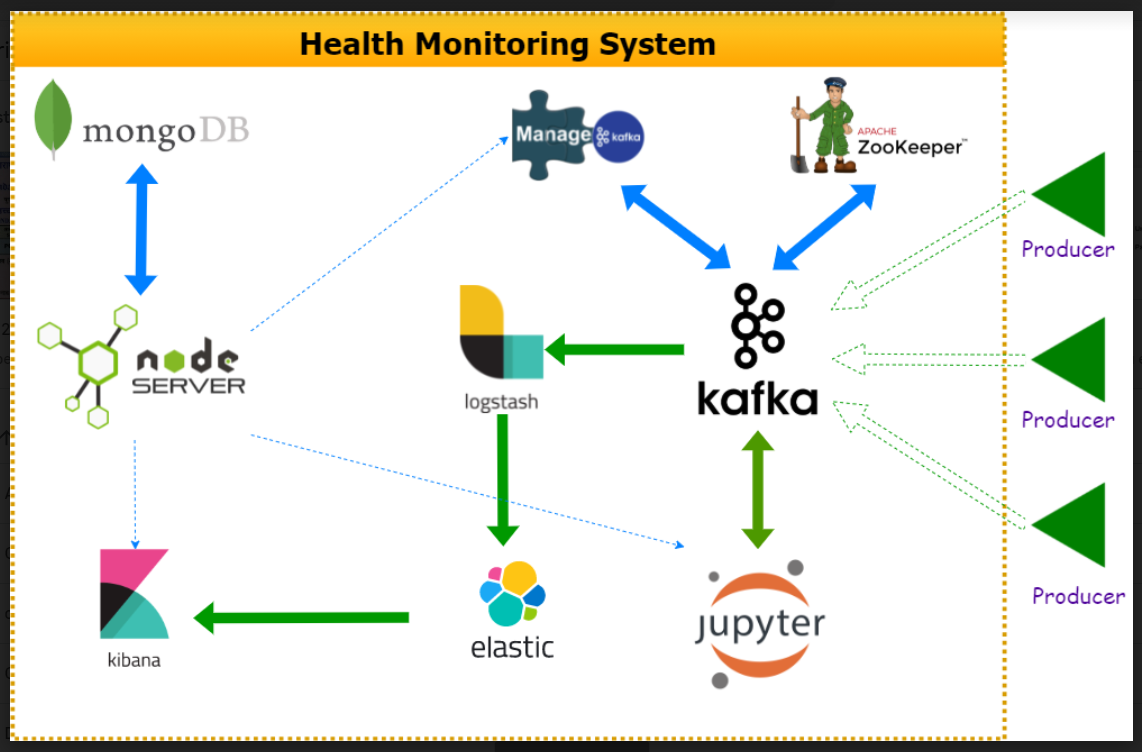 Health Monitoring System
mongoDB
Manage kafka
APACHE
ZooKeeper™
Producer
node
SERVER
logstash
kafka
Producer
kibana
elastic
jupyter
Producer